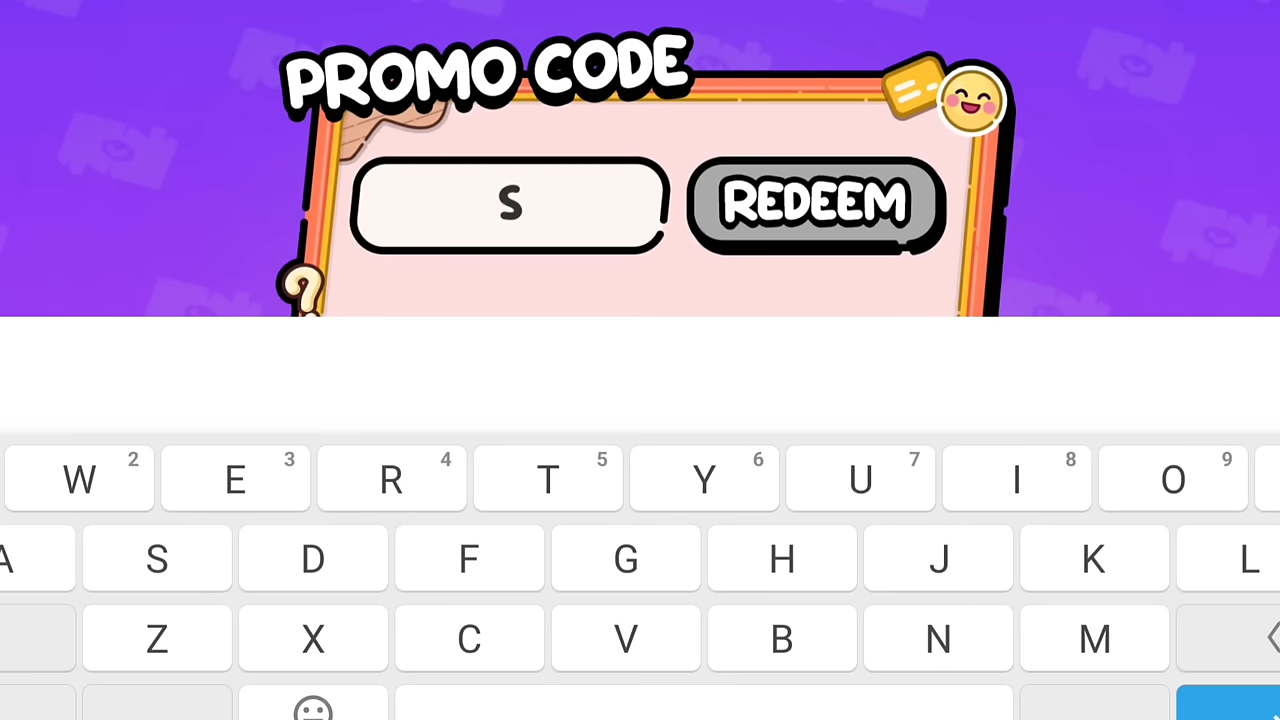 PROMO CODE
S
REDEEM
?
W 2 E 3 R 4 T 5 Y 6 U 7 I 8 O 9
A S D F G H J K L
Z X C V B N M